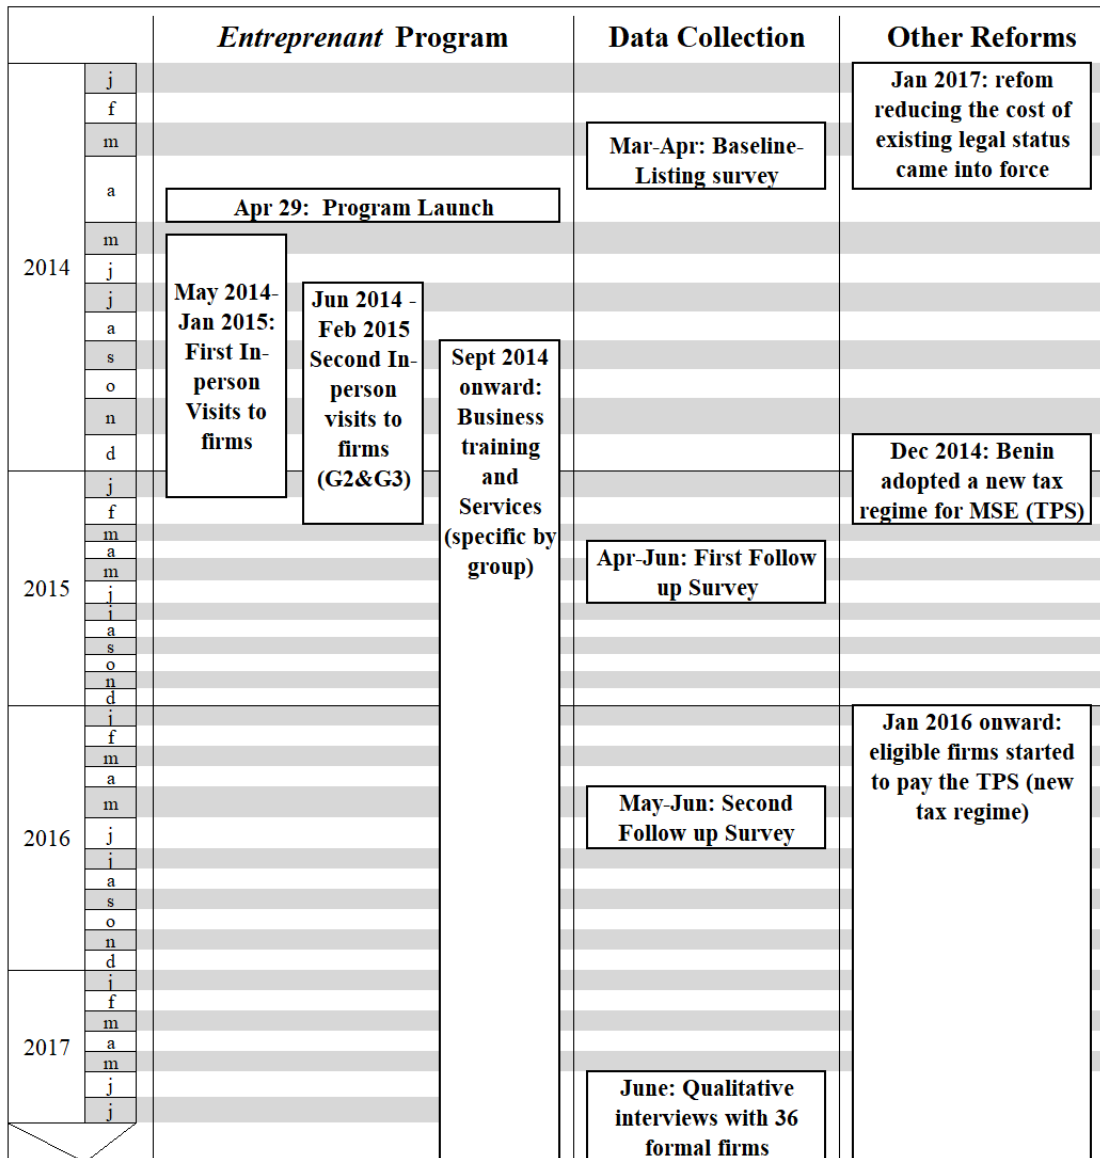 Entreprenant Program
Data Collection
Other Reforms
2014
j
f
m
a
m
j
j
a
s
o
n
d
2015
j
f
m
a
m
j
j
a
s
o
n
d
2016
j
f
m
a
m
j
j
a
s
o
n
d
2017
j
f
m
a
m
j
j
Apr 29: Program Launch
May 2014-
Jan 2015:
First In-
person
Visits to
firms
Jun 2014 -
Feb 2015
Second In-
person
visits to
firms
(G2&G3)
Sept 2014
onward:
Business
training
and
Services
(specific by
group)
Mar-Apr: Baseline-
Listing survey
Apr-Jun: First Follow
up Survey
May-Jun: Second
Follow up Survey
June: Qualitative
interviews with 36
formal firms
Jan 2017: refom
reducing the cost of
existing legal status
came into force
Dec 2014: Benin
adopted a new tax
regime for MSE (TPS)
Jan 2016 onward:
eligible firms started
to pay the TPS (new
tax regime)